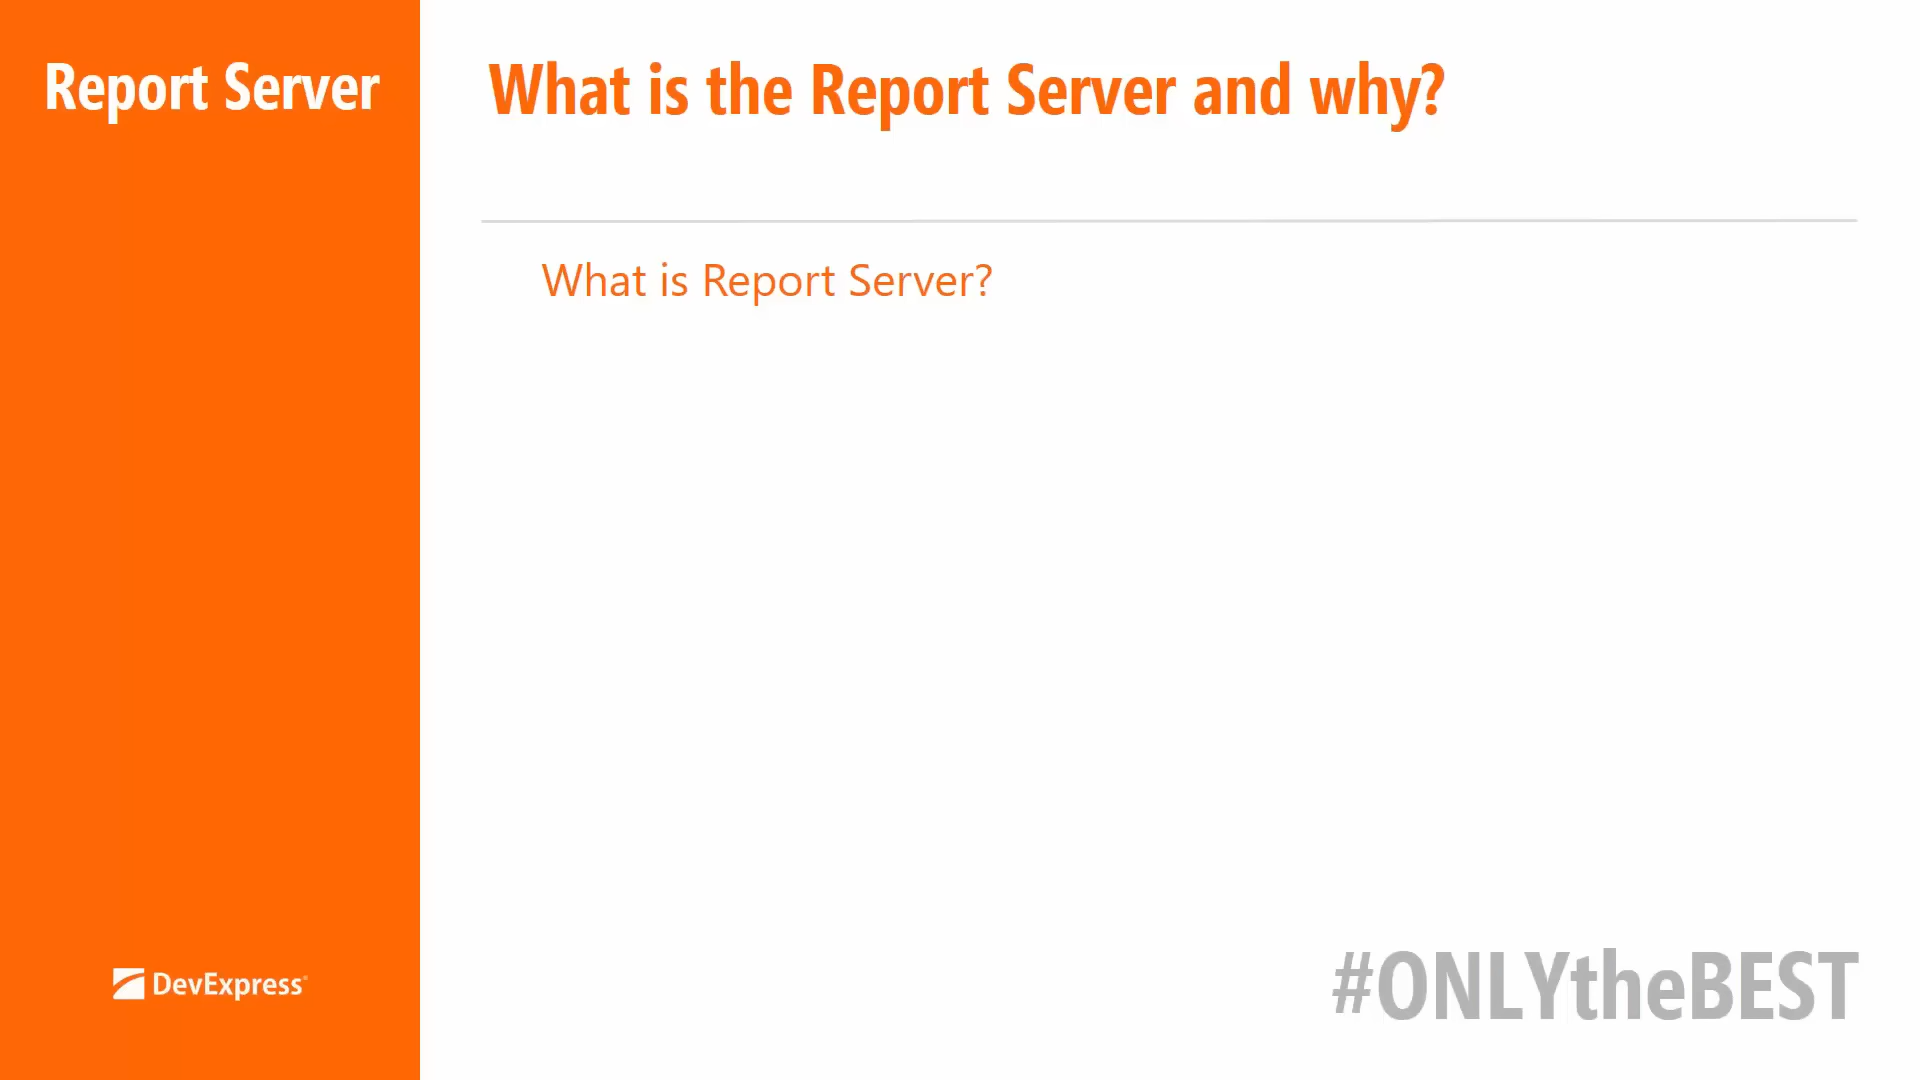 Report Server
What is the Report Server and why?
What is Report Server?
DevExpress®
#ONLYtheBEST